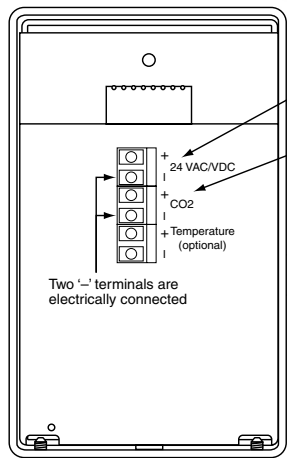 +
24 VAC/VDC
–
+
CO2
–
+ Temperature
(optional)
–
Two ‘–’ terminals are
electrically connected